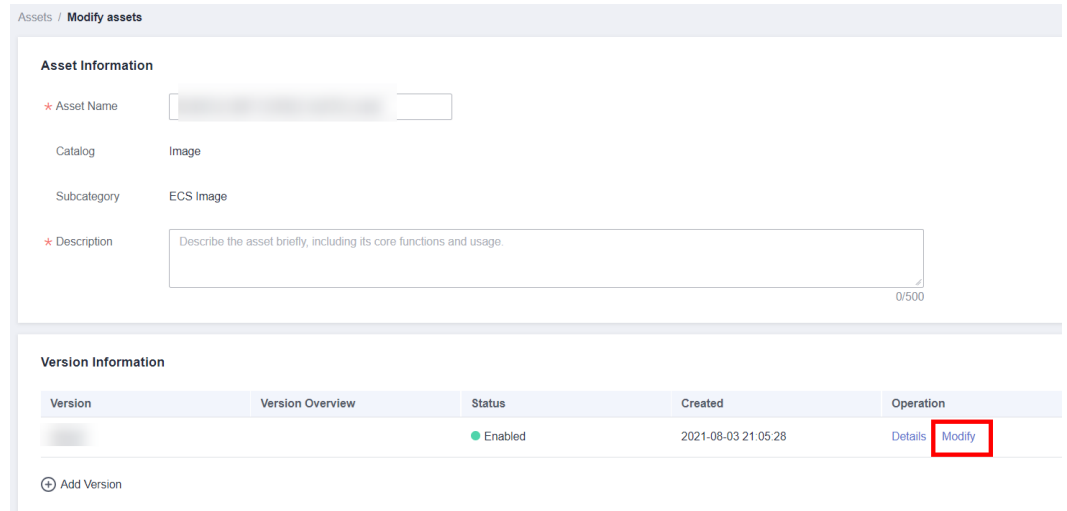 Assets / Modify assets
Asset Information
* Asset Name
Catalog Image
Subcategory ECS Image
* Description Describe the asset briefly, including its core functions and usage.
0/500
Version Information
Version Version Overview Status Created Operation
Enabled 2021-08-03 21:05:28 Details Modify
Add Version